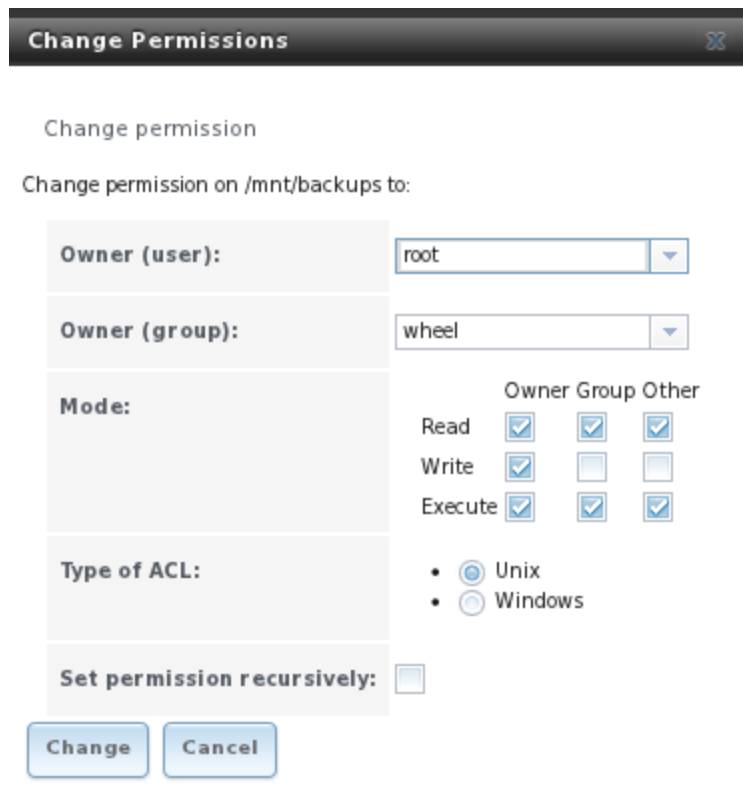 Change Permissions
Change permission
Change permission on /mnt/backups to:
Owner (user): root
Owner (group): wheel
Mode:
Owner Group Other
Read
Write
Execute
Type of ACL:
• Unix
• Windows
Set permission recursively:
Change Cancel